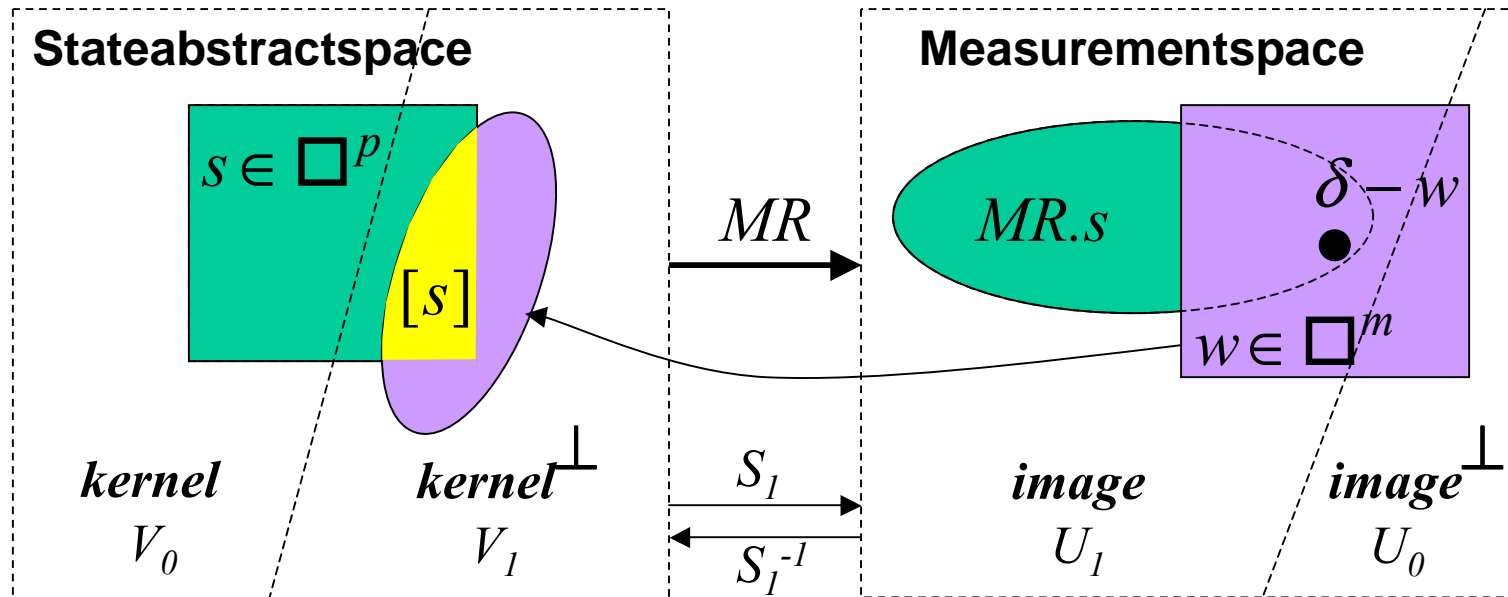 Stateabstractspace
Measurementspace
s ∈ □^p
[s]
MR
MR.s
δ – w
w ∈ □^m
kernel
V_0
kernel^⊥
V_1
S_1
S_1^-1
image
U_1
image^⊥
U_0